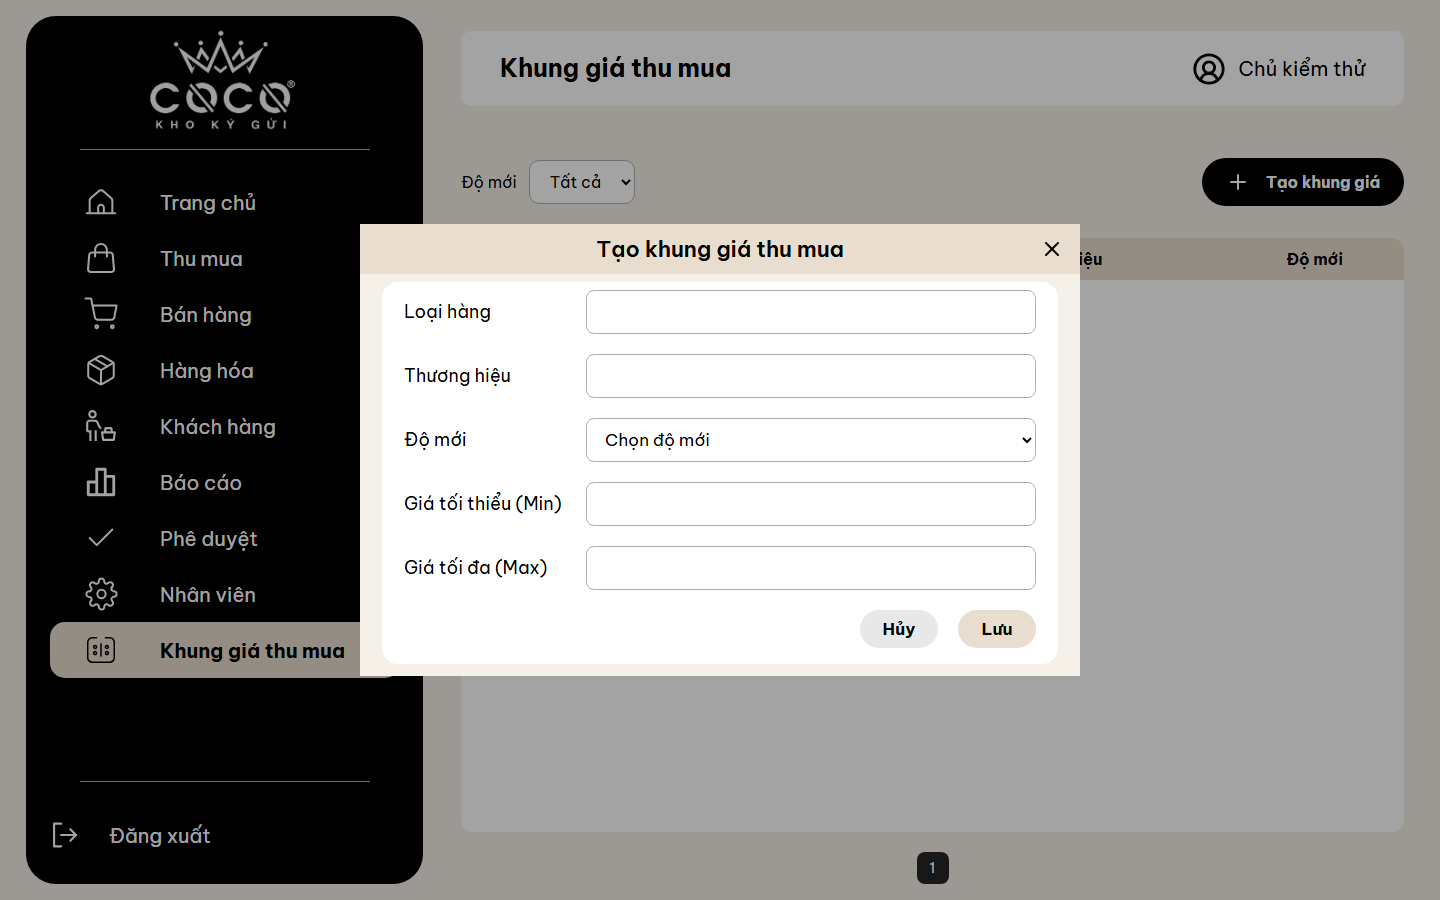 COCO®
KHO KÝ GỬI
Trang chủ
Thu mua
Bán hàng
Hàng hóa
Khách hàng
Báo cáo
Phê duyệt
Nhân viên
Khung giá thu mua
Đăng xuất
Khung giá thu mua
Chủ kiểm thử
Độ mới
Tất cả
Tạo khung giá
iệu
Độ mới
Tạo khung giá thu mua
Loại hàng
Thương hiệu
Độ mới
Chọn độ mới
Giá tối thiểu (Min)
Giá tối đa (Max)
Hủy
Lưu
1